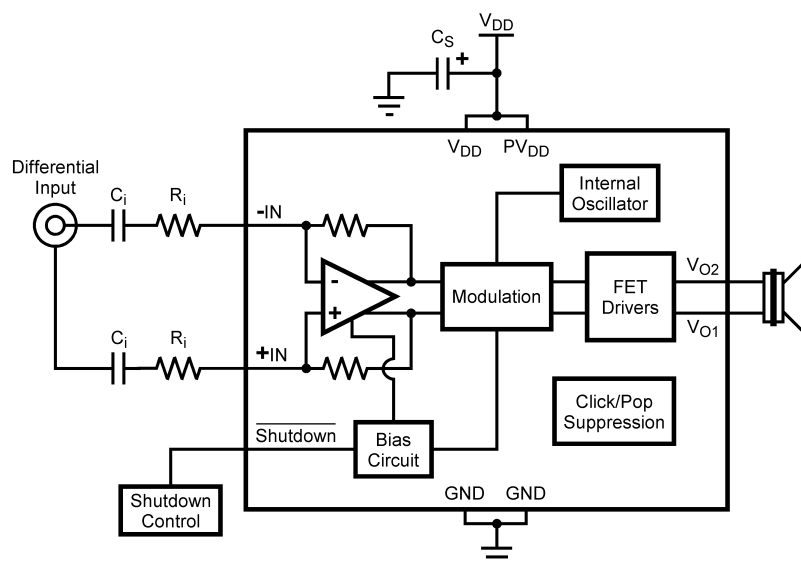 V_DD
C_S
+
V_DD PV_DD
Differential
Input
C_i R_i
-IN
Internal
Oscillator
-
+
Modulation
FET
Drivers
V_O2
V_O1
C_i R_i
+IN
Click/Pop
Suppression
Shutdown
Bias
Circuit
Shutdown
Control
GND GND